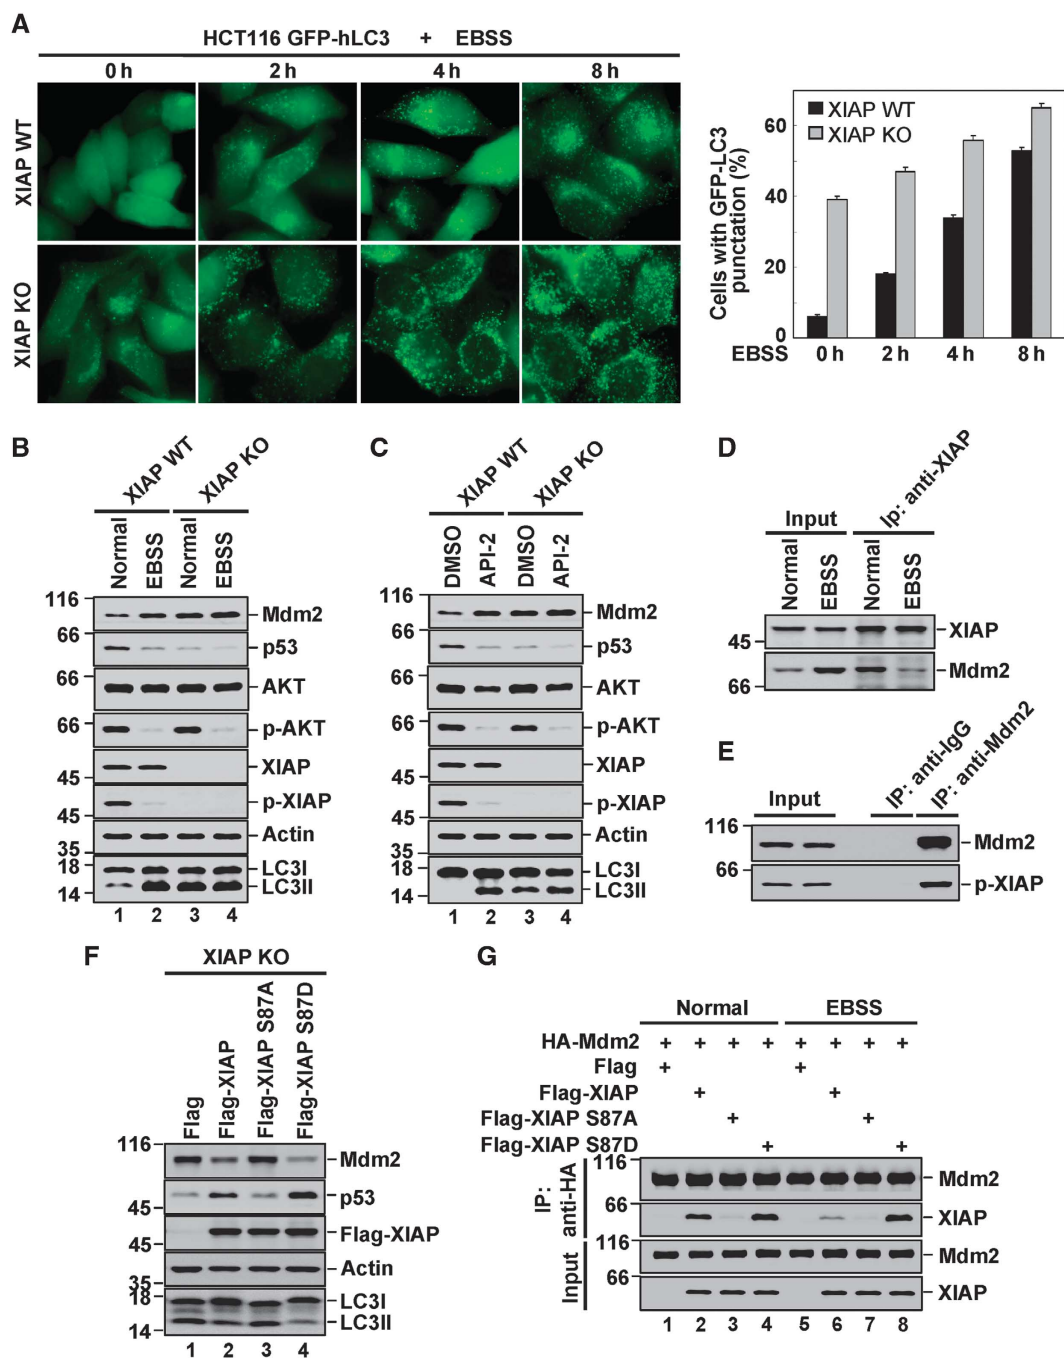 A
HCT116 GFP-hLC3 + EBSS
0 h 2 h 4 h 8 h
XIAP WT
XIAP KO
Cells with GFP-LC3 punctation (%)
60
40
20
0
XIAP WT
XIAP KO
EBSS 0 h 2 h 4 h 8 h
B
XIAP WT XIAP KO
Normal EBSS Normal EBSS
116
Mdm2
66
p53
66
AKT
66
p-AKT
45
XIAP
45
p-XIAP
35
Actin
18
LC3I
14
LC3II
1 2 3 4
C
XIAP WT XIAP KO
DMSO API-2 DMSO API-2
116
Mdm2
66
p53
66
AKT
66
p-AKT
45
XIAP
45
p-XIAP
35
Actin
18
LC3I
14
LC3II
1 2 3 4
D
Input Ip: anti-XIAP
Normal EBSS Normal EBSS
45
XIAP
66
Mdm2
E
Input IP: anti-IgG IP: anti-Mdm2
116
Mdm2
66
p-XIAP
F
XIAP KO
Flag Flag-XIAP Flag-XIAP S87A Flag-XIAP S87D
116
Mdm2
45
p53
45
Flag-XIAP
35
Actin
18
LC3I
14
LC3II
1 2 3 4
G
Normal EBSS
HA-Mdm2 + + + + + + + +
Flag + +
Flag-XIAP + +
Flag-XIAP S87A + +
Flag-XIAP S87D + +
IP: anti-HA
116
Mdm2
66
XIAP
Input
116
Mdm2
66
XIAP
1 2 3 4 5 6 7 8